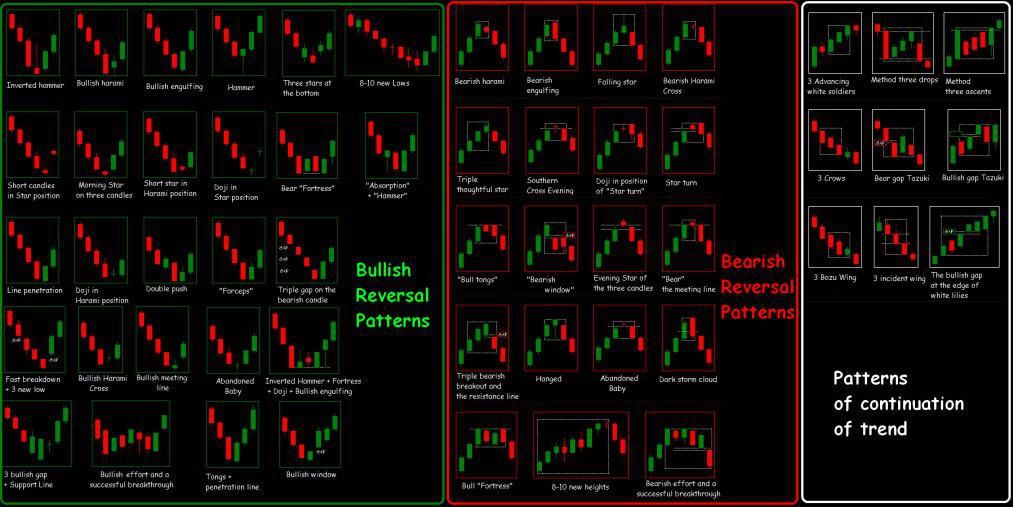 Inverted hammer
Bullish harami
Bullish engulfing
Hammer
Three stars at
the bottom
8-10 new Lows
Short candles
in Star position
Morning Star
on three candles
Short star in
Harami position
Doji in
Star position
Bear "Fortress"
"Absorption"
+ "Hammer"
Line penetration
Doji in
Harami position
Double push
"Forceps"
Triple gap on the
bearish candle
Bullish
Reversal
Patterns
Fast breakdown
+ 3 new low
Bullish Harami
Cross
Bullish meeting
line
Abandoned
Baby
Inverted Hammer + Fortress
+ Doji + Bullish engulfing
3 bullish gap
+ Support Line
Bullish effort and a
successful breakthrough
Tongs +
penetration line
Bullish window
Bearish harami
Bearish
engulfing
Falling star
Bearish Harami
Cross
Triple
thoughtful star
Southern
Cross Evening
Doji in position
of "Star turn"
Star turn
"Bull tongs"
"Bearish
window"
Evening Star of
the three candles
"Bear"
the meeting line
Bearish
Reversal
Patterns
Triple bearish
breakout and
the resistance line
Hanged
Abandoned
Baby
Dark storm cloud
Bull "Fortress"
8-10 new heights
Bearish effort and a
successful breakthrough
3 Advancing
white soldiers
Method three drops
Method
three ascents
3 Crows
Bear gap Tazuki
Bullish gap Tazuki
3 Bozu Wing
3 incident wing
The bullish gap
at the edge of
white lilies
Patterns
of continuation
of trend